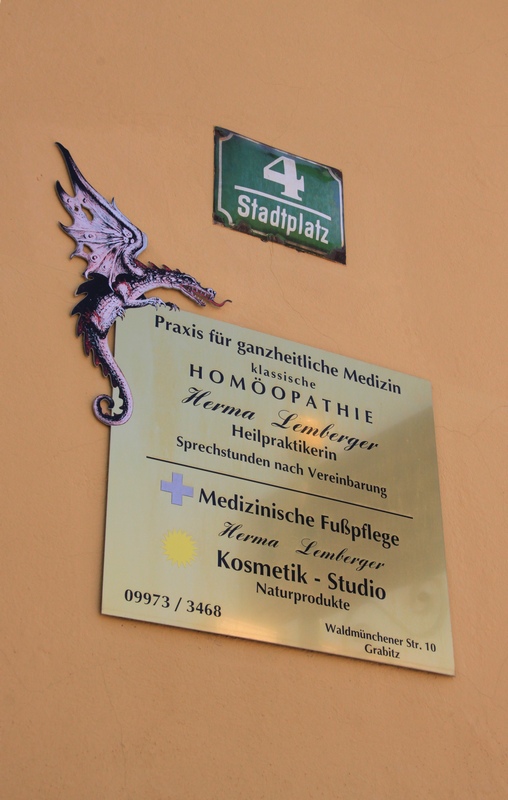 4
Stadtplatz
Praxis für ganzheitliche Medizin
klassische
HOMÖOPATHIE
Herma Lemberger
Heilpraktikerin
Sprechstunden nach Vereinbarung
Medizinische Fußpflege
Herma Lemberger
Kosmetik - Studio
Naturprodukte
09973 / 3468
Waldmünchener Str. 10
Grabitz